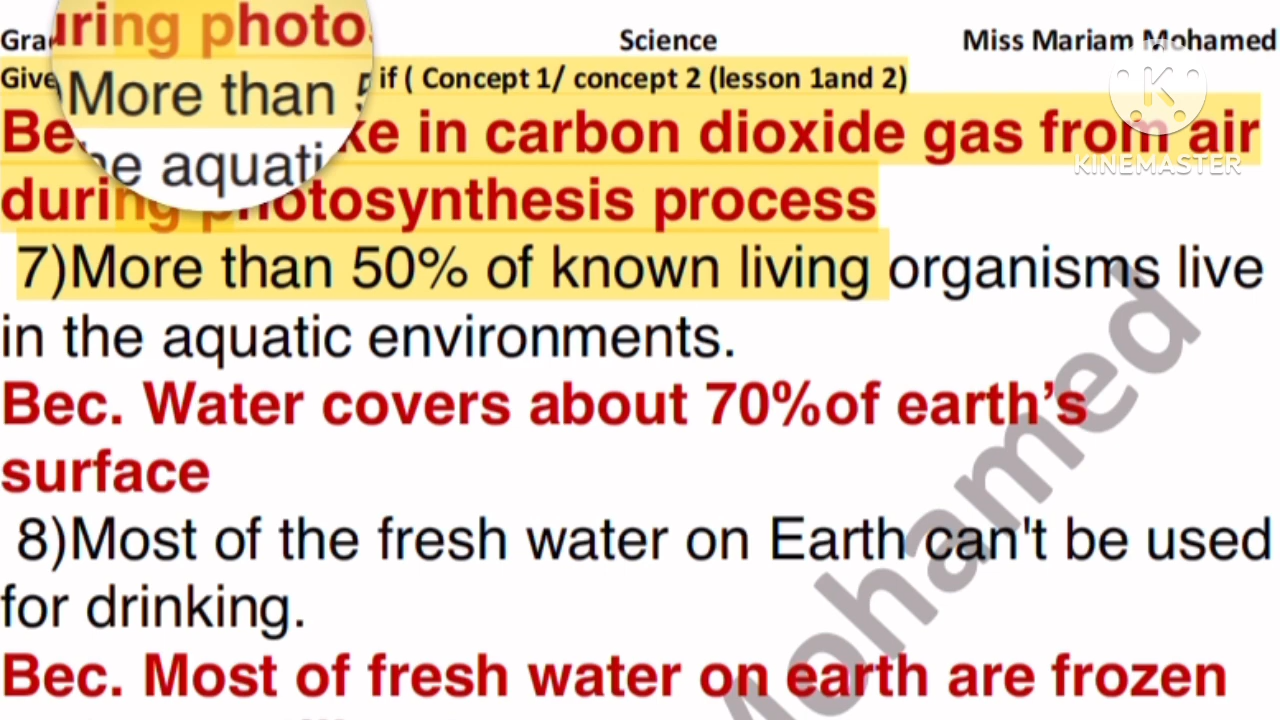 Science Miss Mariam Mohamed
Give if ( Concept 1/ concept 2 (lesson 1and 2)
in carbon dioxide gas from air
during photosynthesis process
7)More than 50% of known living organisms live
in the aquatic environments.
Bec. Water covers about 70%of earth’s
surface
8)Most of the fresh water on Earth can't be used
for drinking.
Bec. Most of fresh water on earth are frozen
uring photo
More than
he aquati
K
KINEMASTER
ohamed